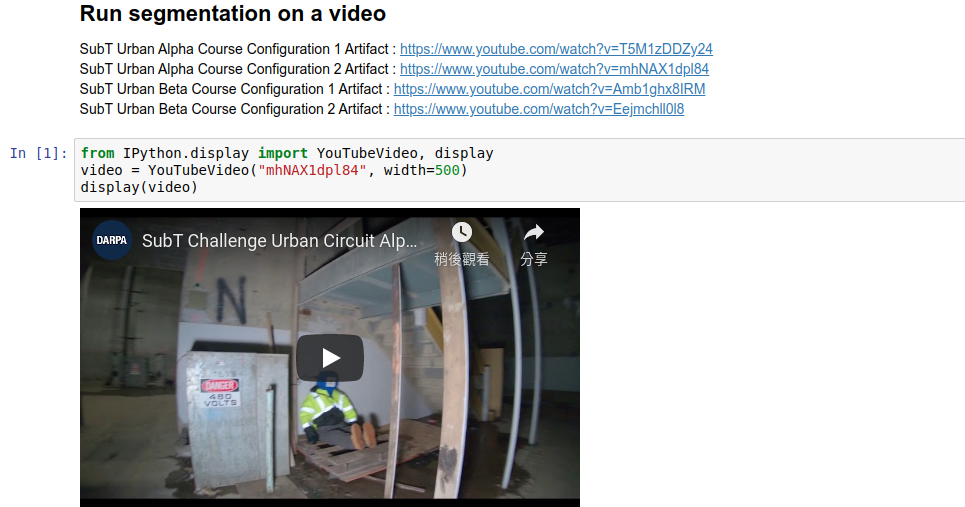 Run segmentation on a video
SubT Urban Alpha Course Configuration 1 Artifact : https://www.youtube.com/watch?v=T5M1zDDZy24
SubT Urban Alpha Course Configuration 2 Artifact : https://www.youtube.com/watch?v=mhNAX1dpl84
SubT Urban Beta Course Configuration 1 Artifact : https://www.youtube.com/watch?v=Amb1ghx8IRM
SubT Urban Beta Course Configuration 2 Artifact : https://www.youtube.com/watch?v=Eejmchll0l8
In [1]: from IPython.display import YouTubeVideo, display
video = YouTubeVideo("mhNAX1dpl84", width=500)
display(video)
DARPA SubT Challenge Urban Circuit Alp...
稍後觀看 分享
N
DANGER
480
VOLTS